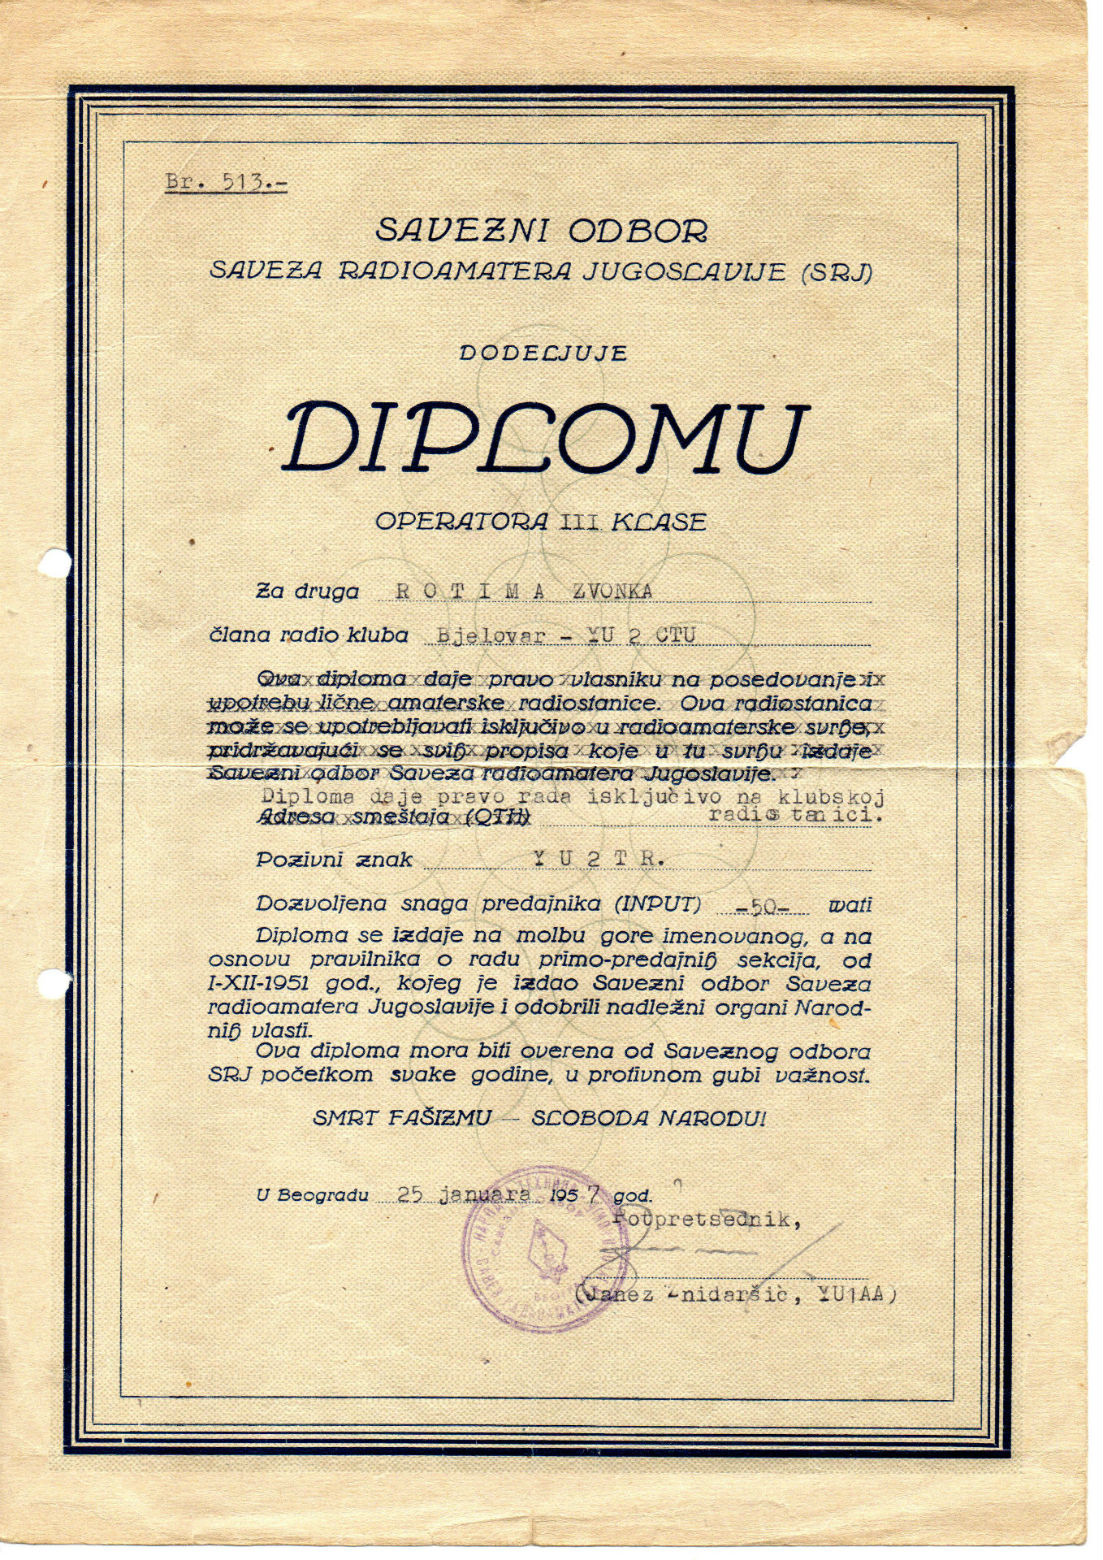 Br. 513.-
SAVEZNI ODBOR
SAVEZA RADIOAMATERA JUGOSLAVIJE (SRJ)
DODELJUJE
DIPLOMU
OPERATORA III KLASE
Za druga ROTIMA ZVONKA
člana radio kluba Bjelovar - YU 2 CTU
Ova diploma daje pravo vlasniku na posedovanje i
upotrebu lične amaterske radiostanice. Ova radiostanica
može se upotrebljavati isključivo u radioamaterske svrhe,
pridržavajući se svih propisa koje u tu svrhu izdaje
Savezni odbor Saveza radioamatera Jugoslavije.
Diploma daje pravo rada isključivo na klubskoj
Adresa smeštaja (QTH) radiostanici.
Pozivni znak YU2TR.
Dozvoljena snaga predajnika (INPUT) -50- wati
Diploma se izdaje na molbu gore imenovanog, a na
osnovu pravilnika o radu primo-predajnih sekcija, od
I-XII-1951 god., kojeg je izdao Savezni odbor Saveza
radioamatera Jugoslavije i odobrili nadležni organi Narod-
nih vlasti.
Ova diploma mora biti overena od Saveznog odbora
SRJ početkom svake godine, u protivnom gubi važnost.
SMRT FAŠIZMU — SLOBODA NARODU!
U Beogradu 25 januara 1957 god.
Potpretsednik,
(Janez nidaršič, YU1AA)